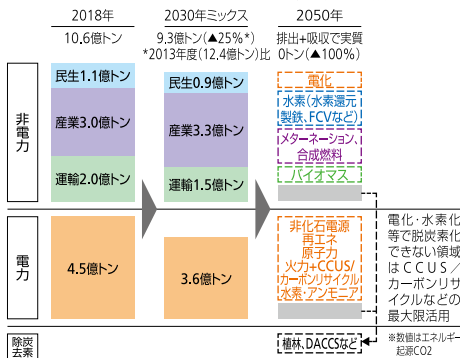 2018年
10.6億トン
2030年ミックス
9.3億トン(▲25%*)
*2013年度(12.4億トン)比
2050年
排出+吸収で実質
0トン(▲100%)
非電力
民生1.1億トン
産業3.0億トン
運輸2.0億トン
民生0.9億トン
産業3.3億トン
運輸1.5億トン
電化
水素(水素還元
製鉄、FCVなど)
メタネーション、
合成燃料
バイオマス
電力
4.5億トン
3.6億トン
非化石電源
再エネ
原子力
火力+CCUS/
カーボンリサイクル
水素・アンモニア
電化・水素化
等で脱炭素化
できない領域
はCCUS/
カーボンリサ
イクルなどの
最大限活用
炭素除去
植林、DACCSなど
※数値はエネルギー
起源CO2